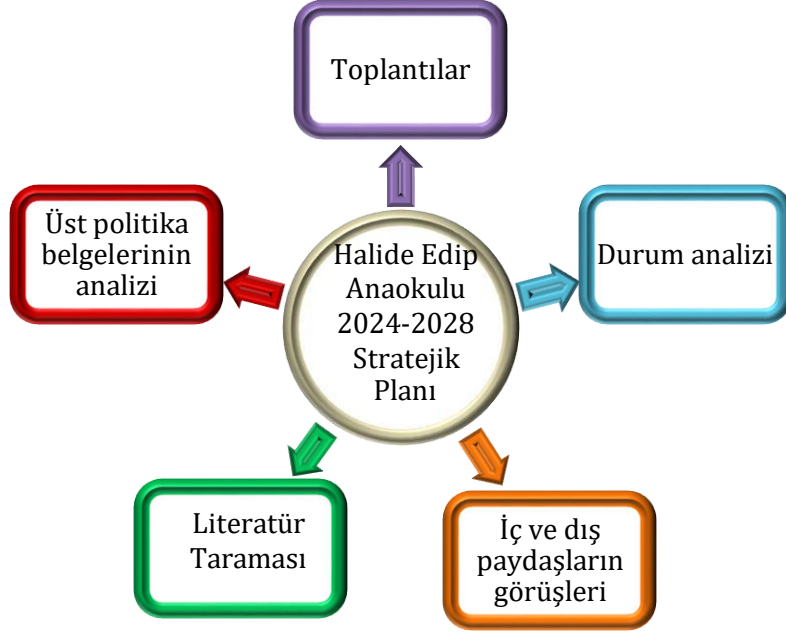 Toplantılar
Üst politika
belgelerinin
analizi
Halide Edip
Anaokulu
2024-2028
Stratejik
Planı
Durum analizi
Literatür
Taraması
İç ve dış
paydaşların
görüşleri